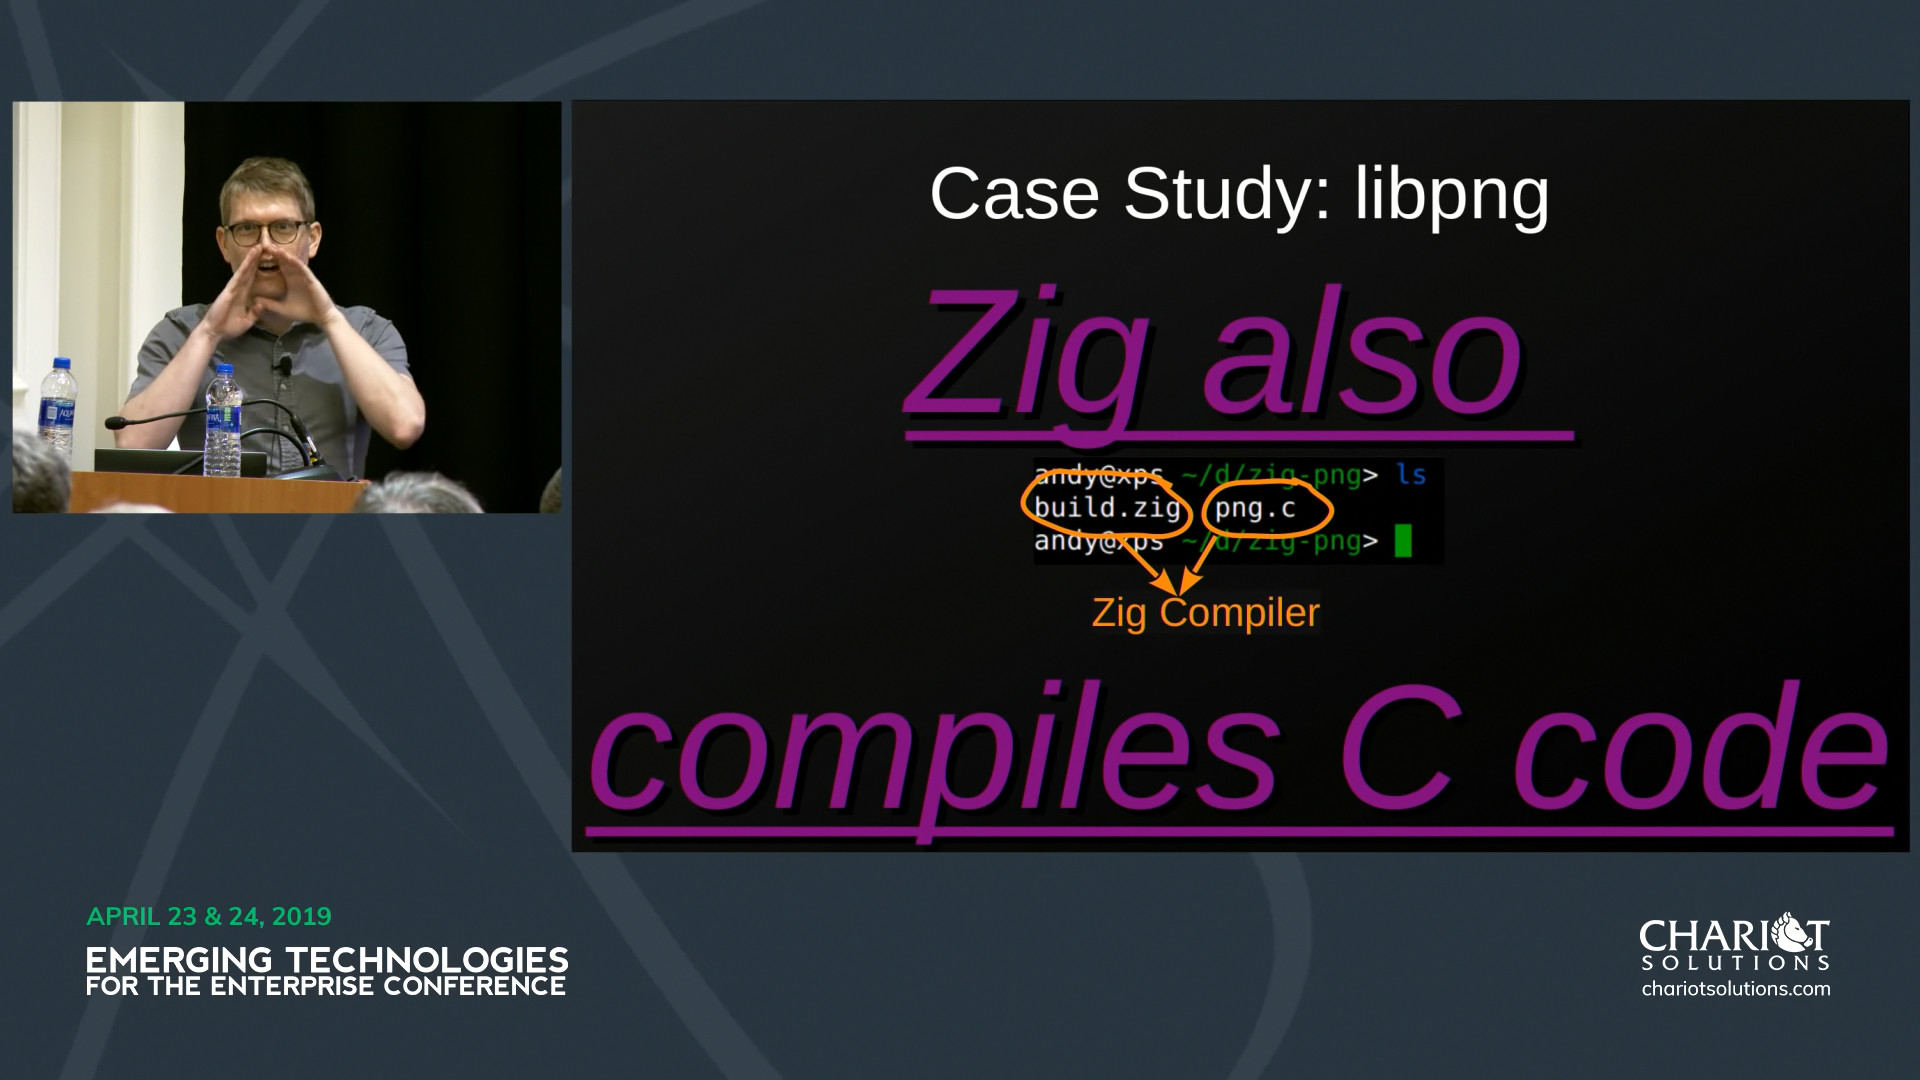 Case Study: libpng
Zig also
andy@xps ~/d/zig-png> ls
build.zig png.c
andy@xps ~/d/zig-png>
Zig Compiler
compiles C code
APRIL 23 & 24, 2019
EMERGING TECHNOLOGIES
FOR THE ENTERPRISE CONFERENCE
CHARIOT
SOLUTIONS
chariotsolutions.com